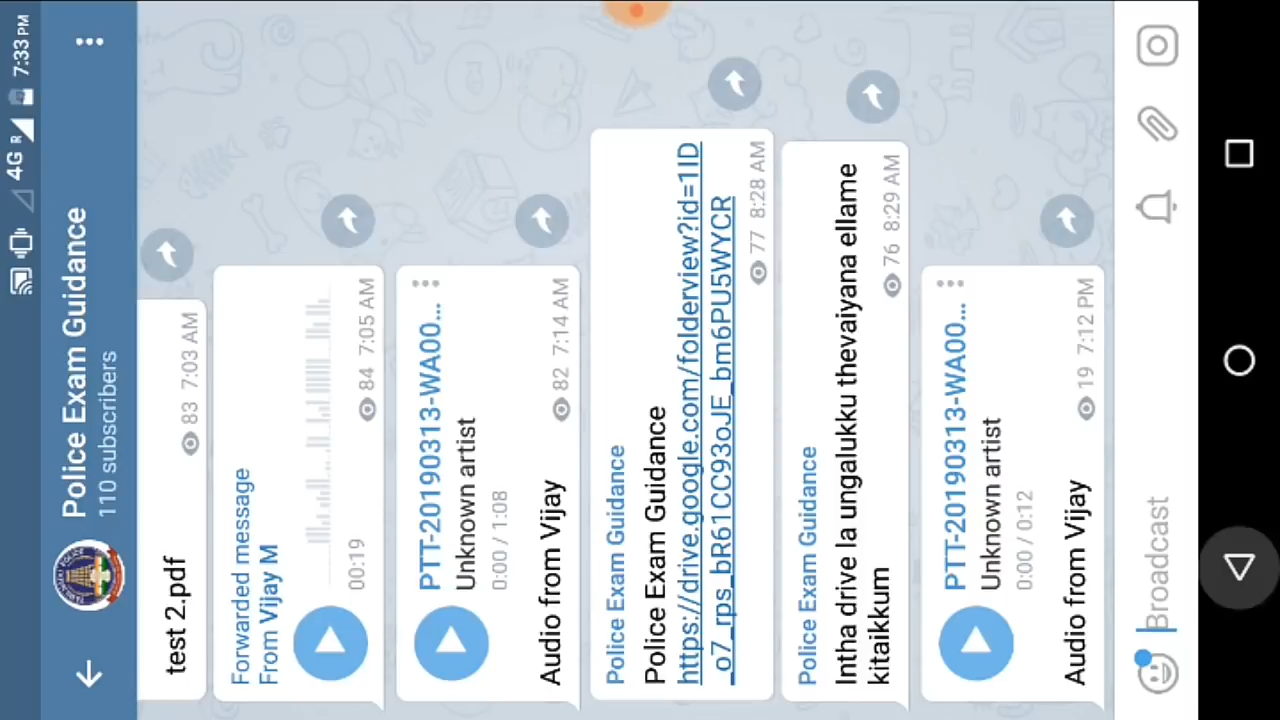 4G R 7:33 PM
Police Exam Guidance
110 subscribers
test 2.pdf
83 7:03 AM
Forwarded message
From Vijay M
00:19
84 7:05 AM
PTT-20190313-WA00...
Unknown artist
0:00 / 1:08
Audio from Vijay
82 7:14 AM
Police Exam Guidance
Police Exam Guidance
https://drive.google.com/folderview?id=1ID
_o7_rps_bR61CC93oJE_bm6PU5WYCR
77 8:28 AM
Police Exam Guidance
Intha drive la ungalukku thevaiyana ellame
kitaikkum
76 8:29 AM
PTT-20190313-WA00...
Unknown artist
0:00 / 0:12
Audio from Vijay
19 7:12 PM
Broadcast